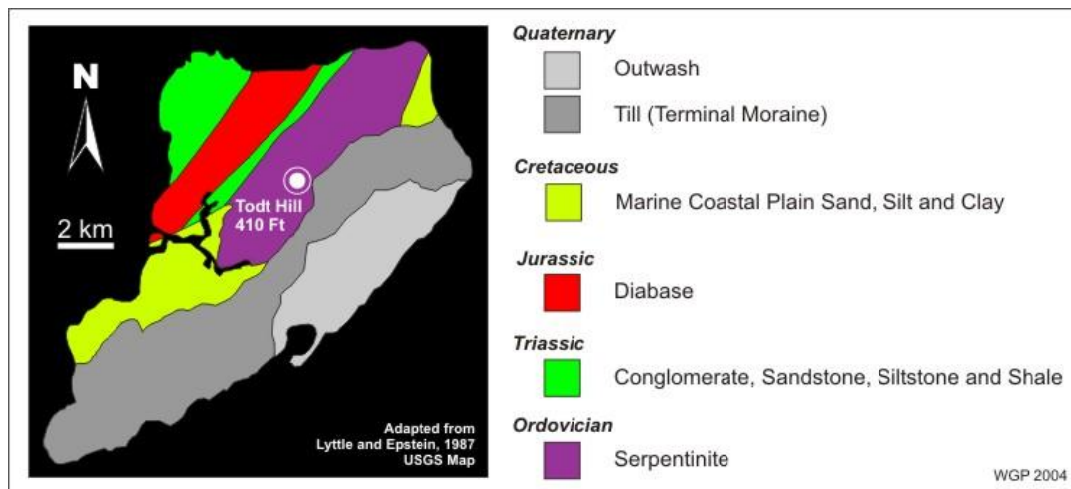 N
2 km
Todt Hill
410 Ft
Adapted from
Lyttle and Epstein, 1987
USGS Map
Quaternary
Outwash
Till (Terminal Moraine)
Cretaceous
Marine Coastal Plain Sand, Silt and Clay
Jurassic
Diabase
Triassic
Conglomerate, Sandstone, Siltstone and Shale
Ordovician
Serpentinite
WGP 2004